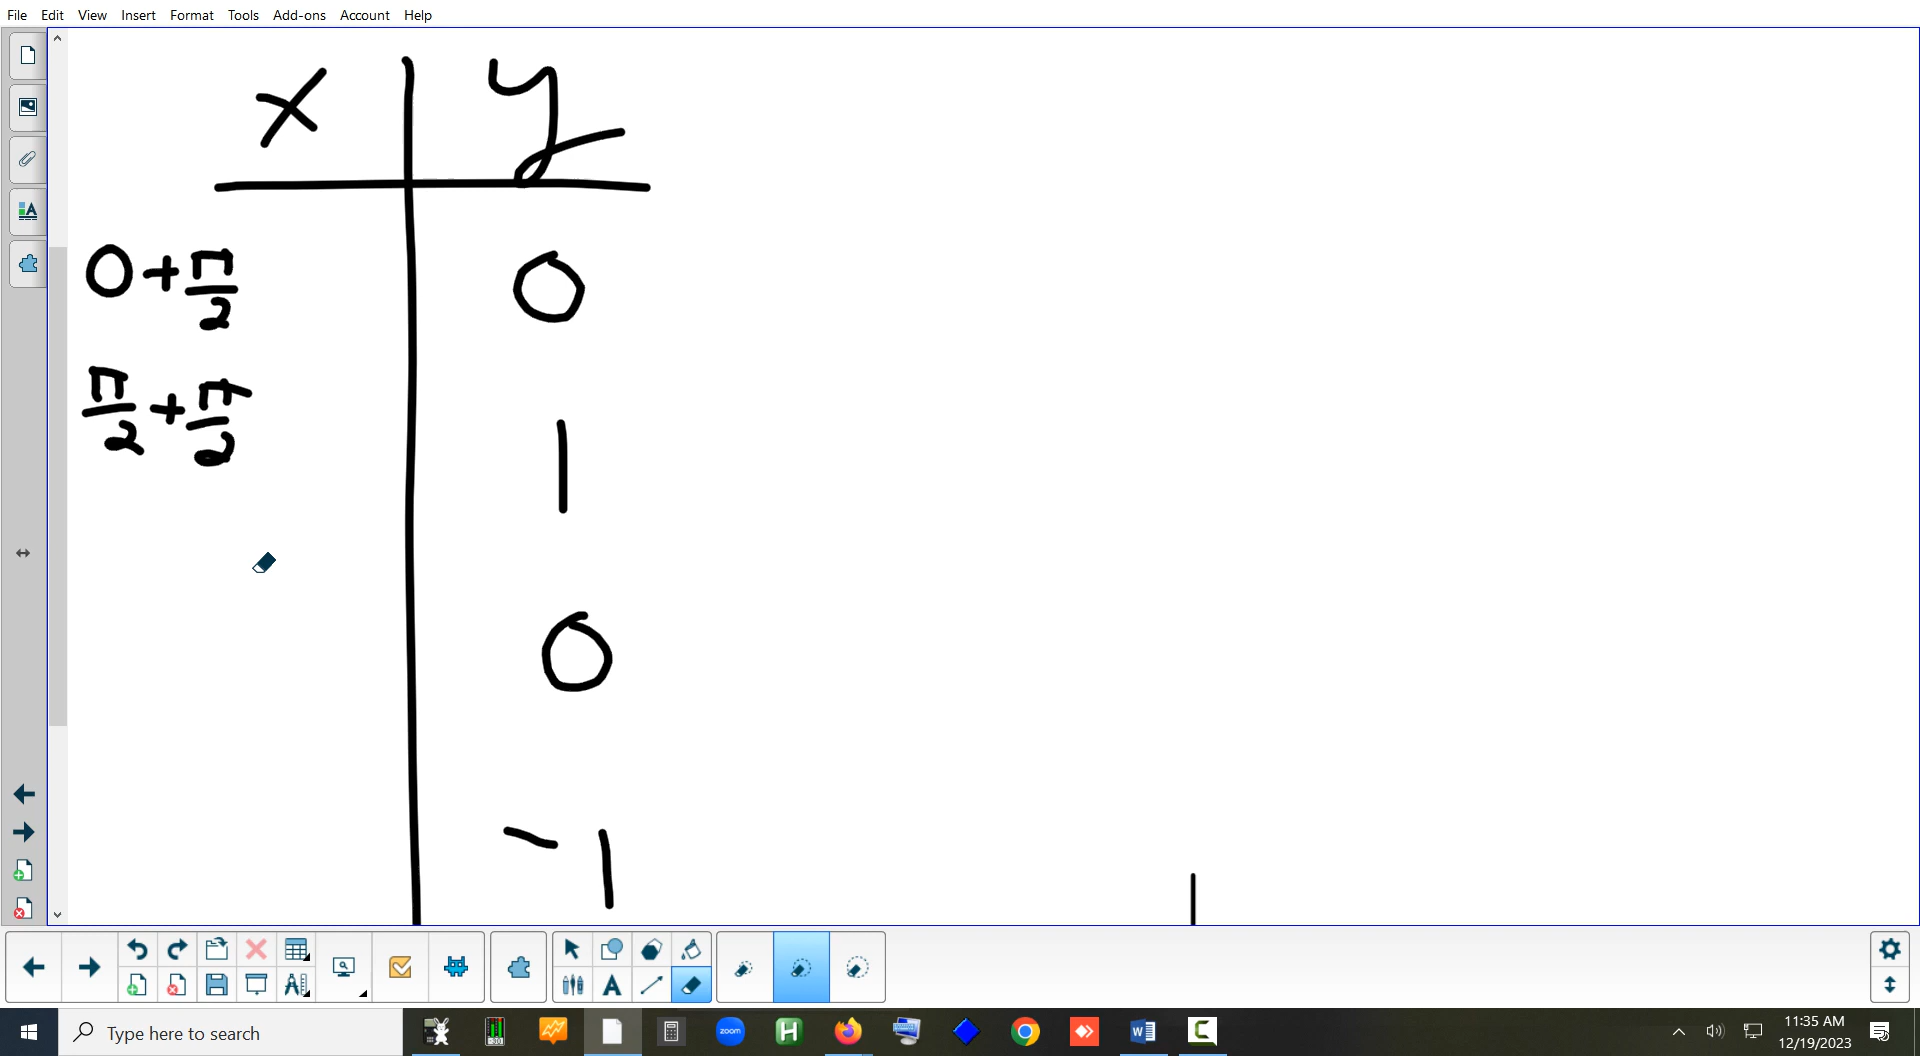 File Edit View Insert Format Tools Add-ons Account Help
x y
0+π/2 0
π/2+π/2 1
0
-1
A
A
zoom
H
W
C
Type here to search
11:35 AM
12/19/2023